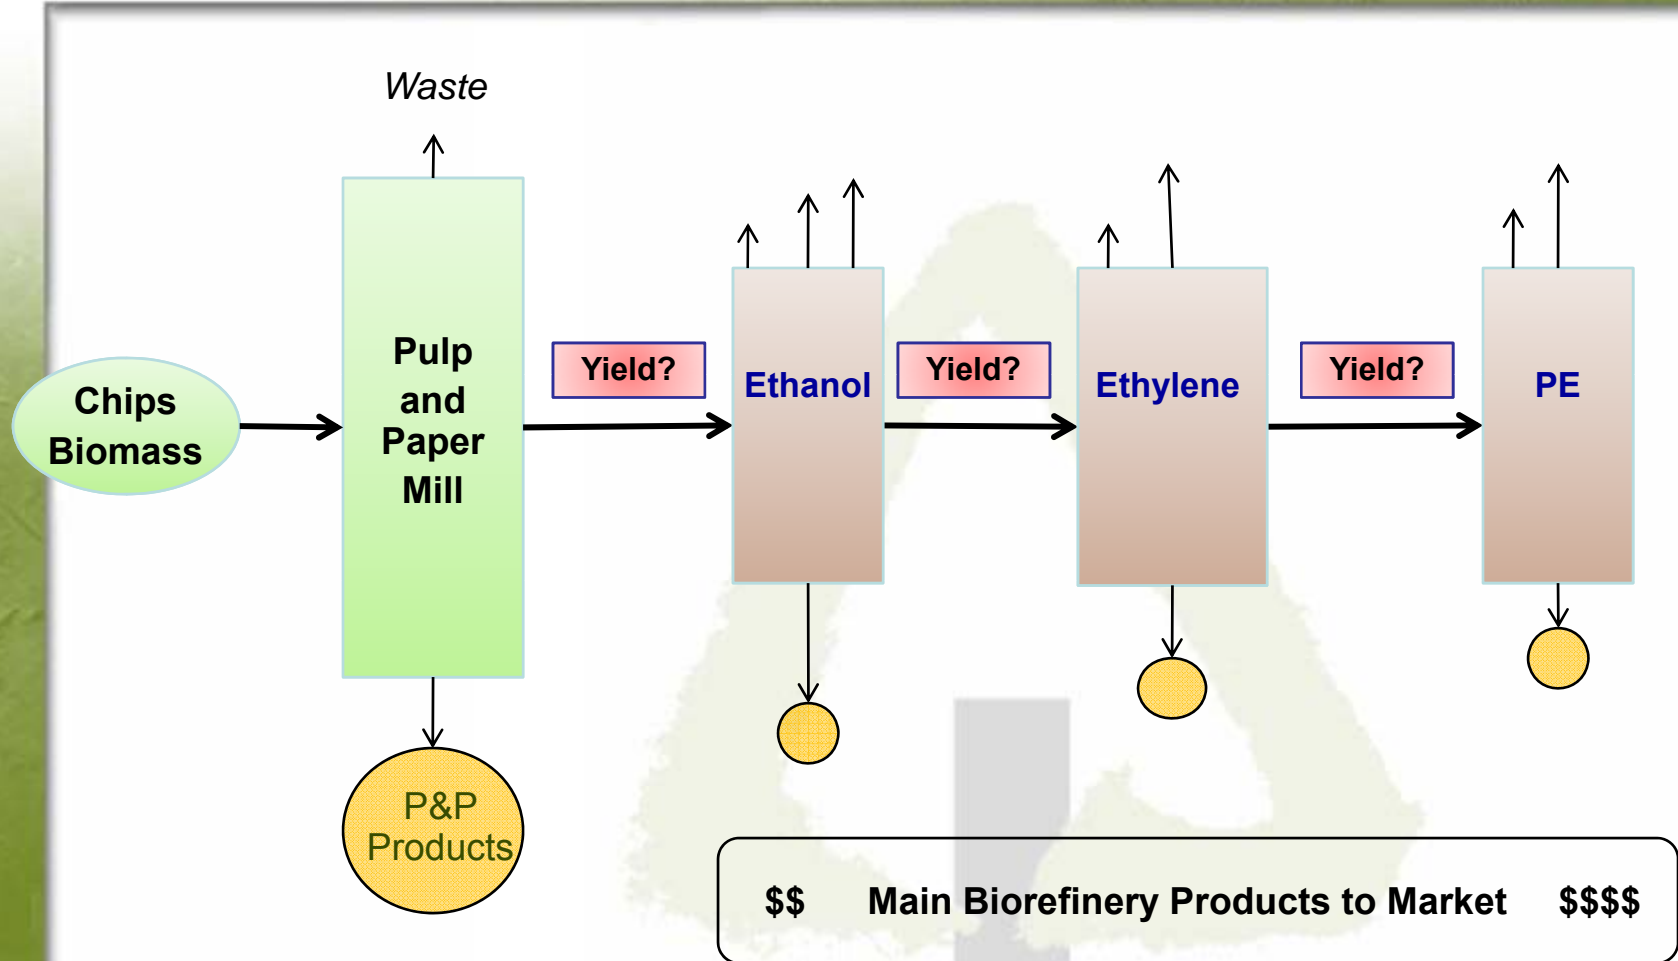 Waste
Chips
Biomass
Pulp
and
Paper
Mill
Yield?
Ethanol
Yield?
Ethylene
Yield?
PE
P&P
Products
$$ Main Biorefinery Products to Market $$$$